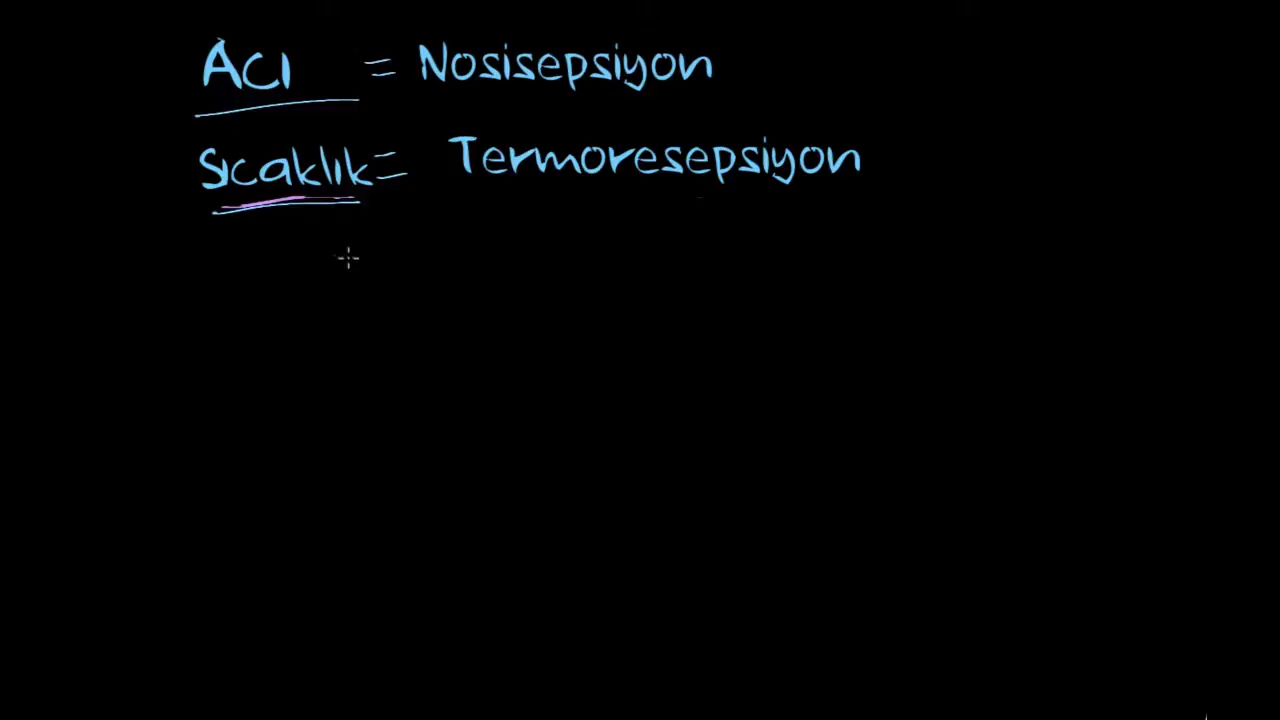 Acı = Nosisepsiyon
Sıcaklık = Termoresepsiyon